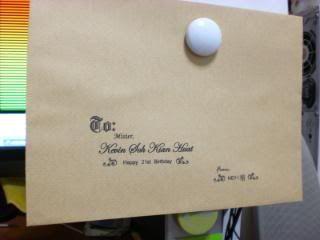 To:
Mister,
Kevin Soh Kian Huat
Happy 21st Birthday
From: